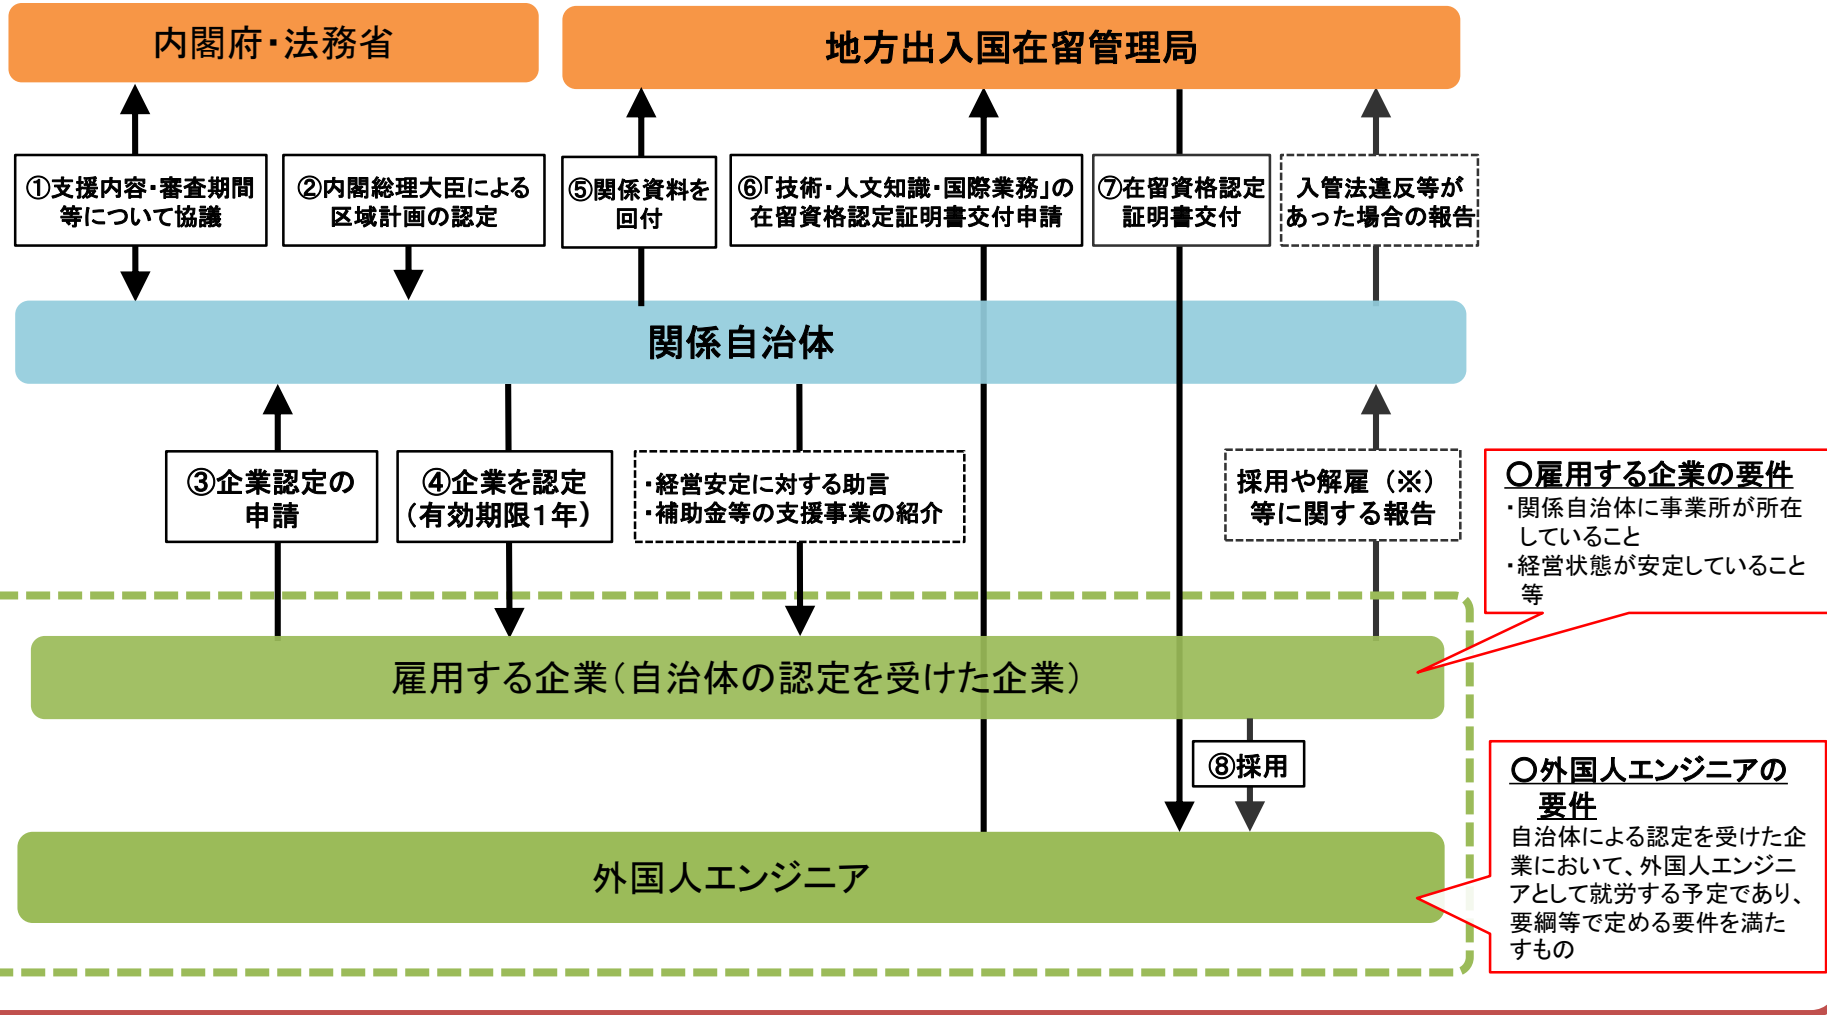 内閣府・法務省
地方出入国在留管理局
①支援内容・審査期間
等について協議
②内閣総理大臣による
区域計画の認定
⑤関係資料を
回付
⑥「技術・人文知識・国際業務」の
在留資格認定証明書交付申請
⑦在留資格認定
証明書交付
入管法違反等が
あった場合の報告
関係自治体
③企業認定の
申請
④企業を認定
(有効期限1年)
・経営安定に対する助言
・補助金等の支援事業の紹介
採用や解雇(※)
等に関する報告
○雇用する企業の要件
・関係自治体に事業所が所在
していること
・経営状態が安定していること
等
雇用する企業(自治体の認定を受けた企業)
⑧採用
○外国人エンジニアの
要件
自治体による認定を受けた企
業において、外国人エンジニ
アとして就労する予定であり、
要綱等で定める要件を満た
すもの
外国人エンジニア